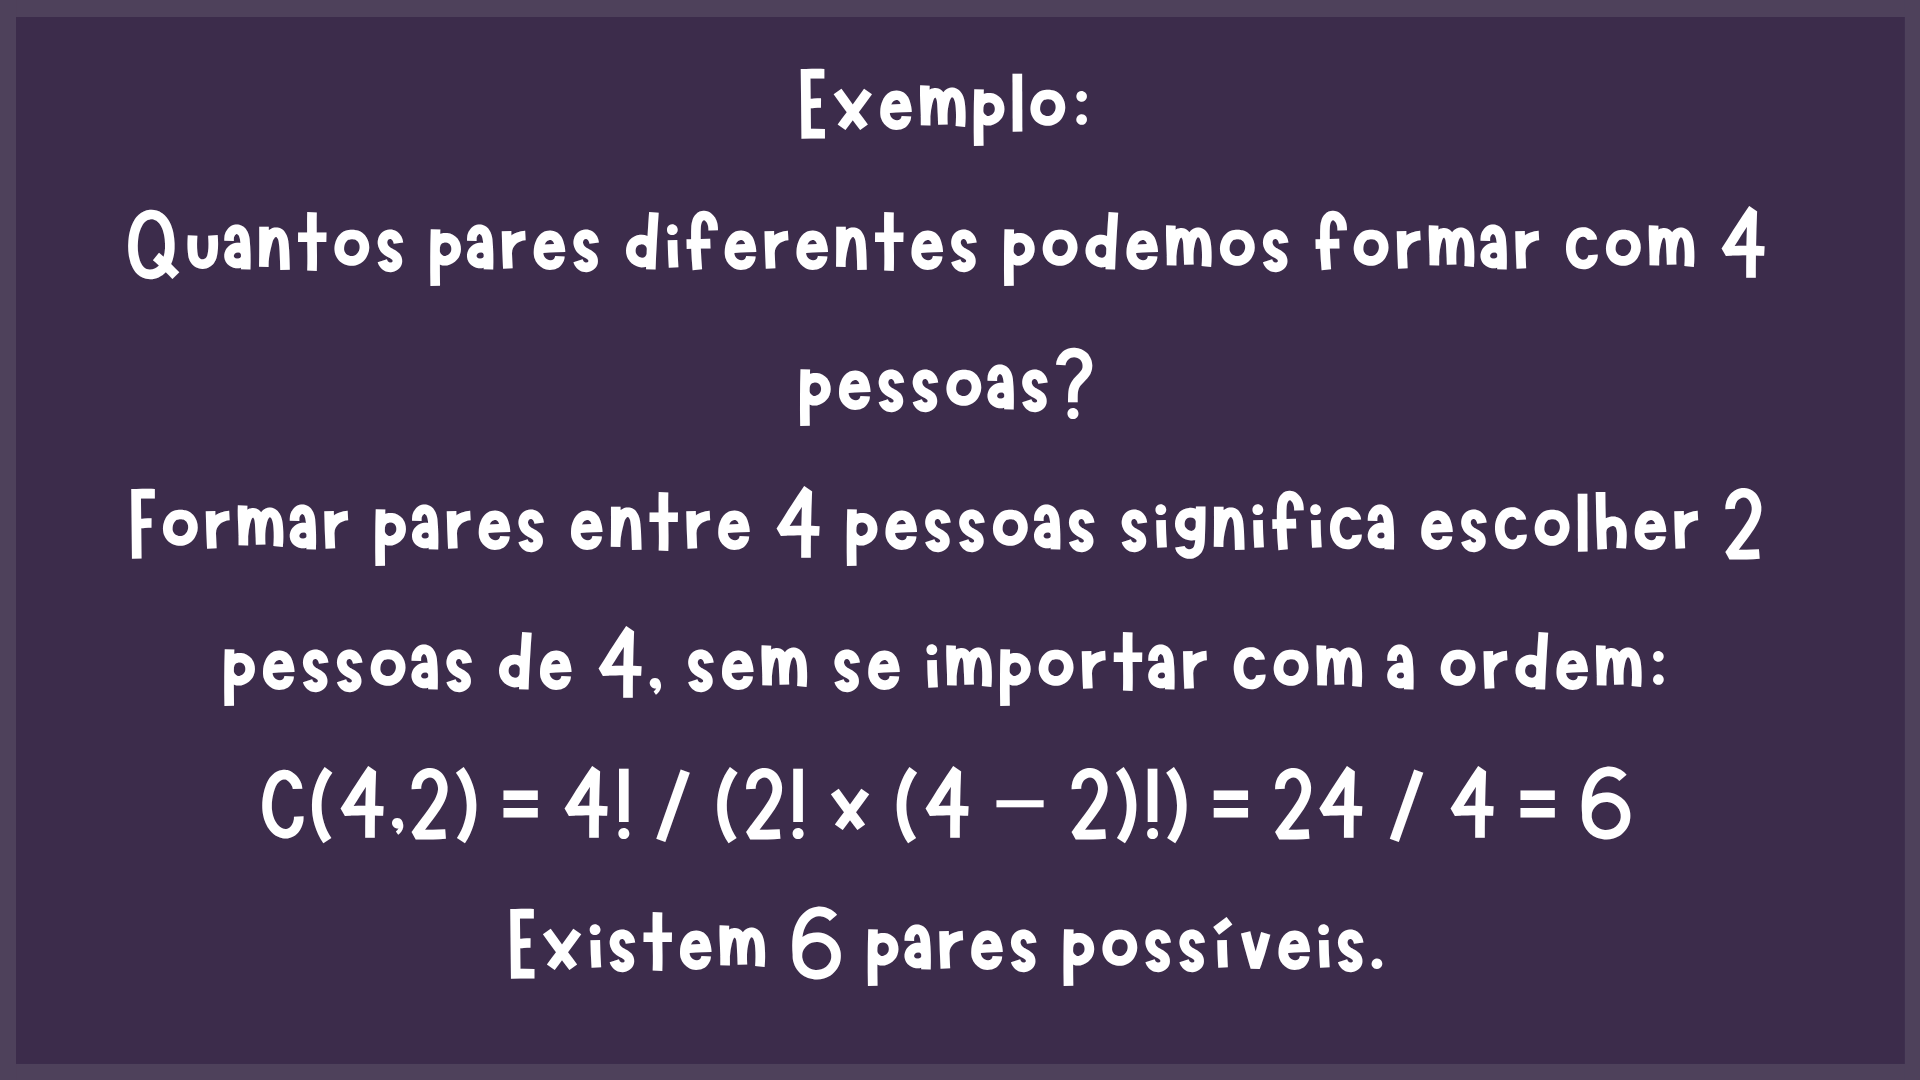 Exemplo:
Quantos pares diferentes podemos formar com 4
pessoas?
Formar pares entre 4 pessoas significa escolher 2
pessoas de 4, sem se importar com a ordem:
C(4,2) = 4! / (2! × (4 – 2)!) = 24 / 4 = 6
Existem 6 pares possíveis.